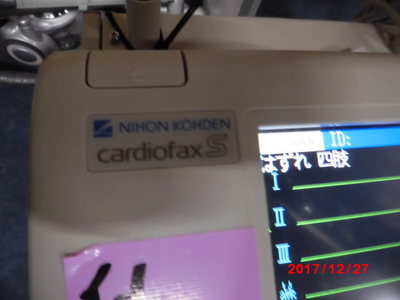 NIHON KOHDEN
cardiofax S
ID:
はずれ 四肢
I
II
III
2017/12/27